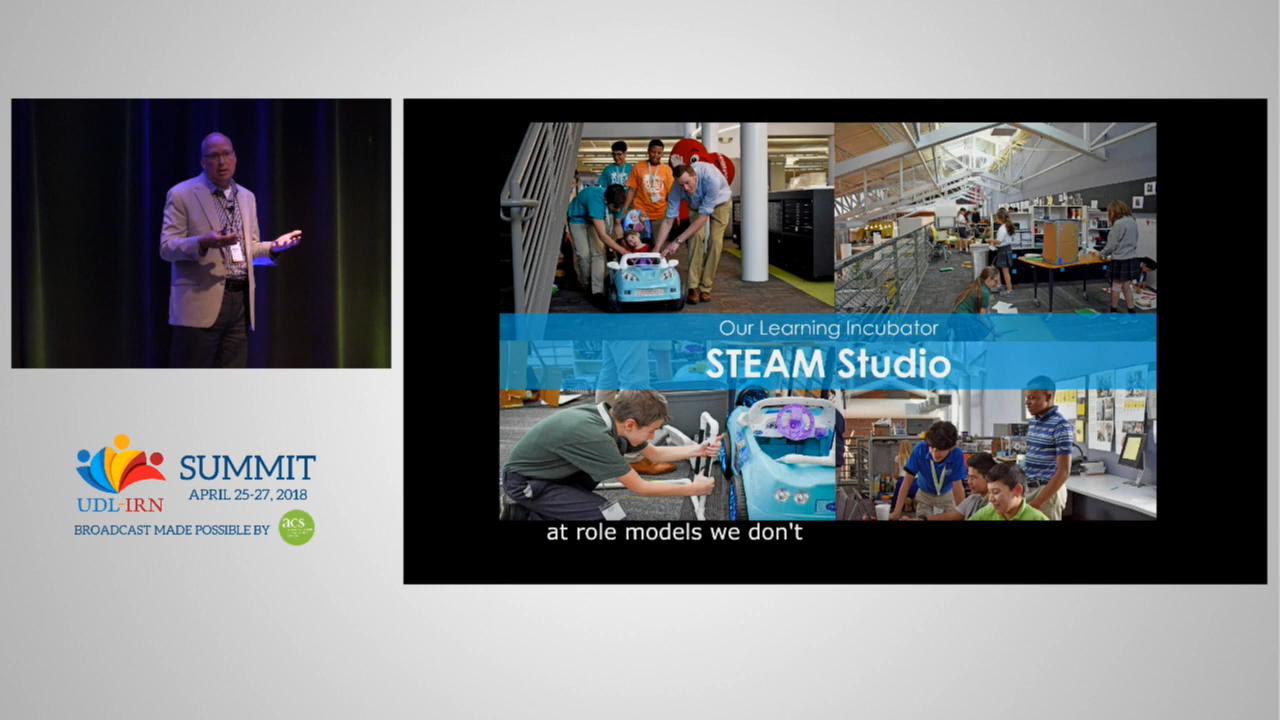 Our Learning Incubator
STEAM Studio
at role models we don't
SUMMIT
APRIL 25-27, 2018
UDL-IRN
BROADCAST MADE POSSIBLE BY
acs